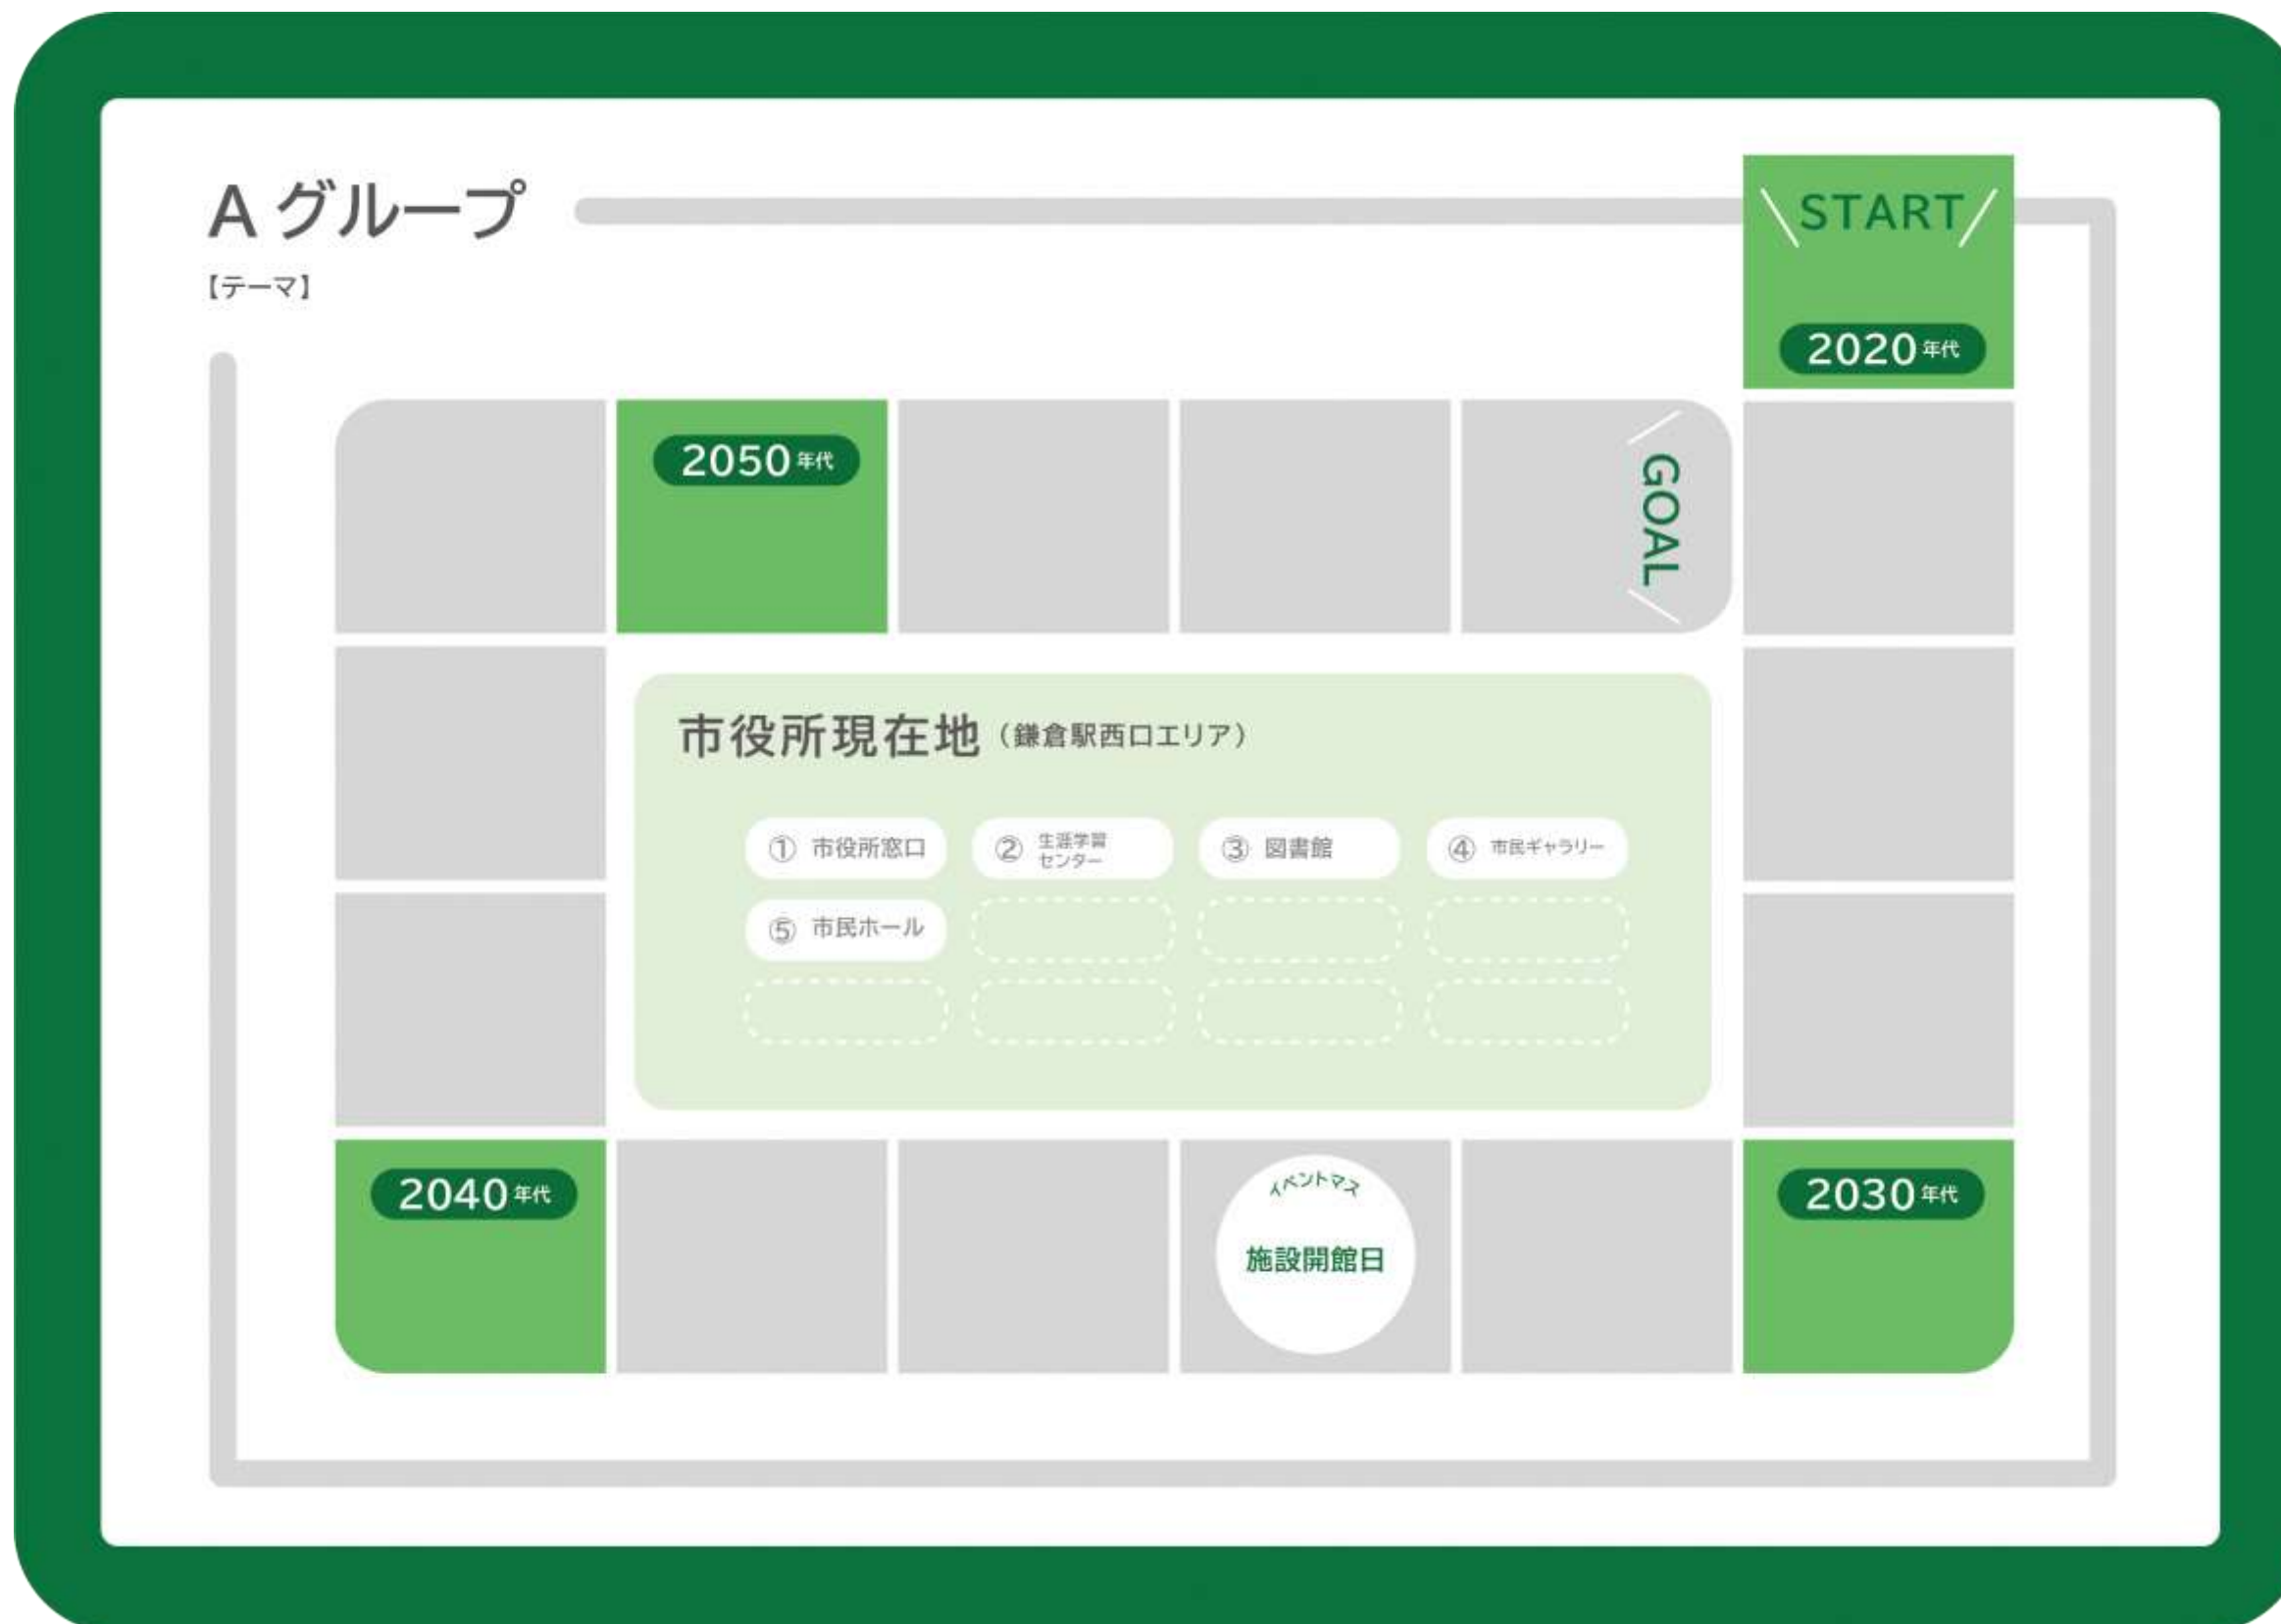 A グループ
【テーマ】
START
2020年代
2050年代
GOAL
市役所現在地（鎌倉駅西口エリア）
① 市役所窓口
② 生涯学習
センター
③ 図書館
④ 市民ギャラリー
⑤ 市民ホール
2040年代
イベントマス
施設開館日
2030年代